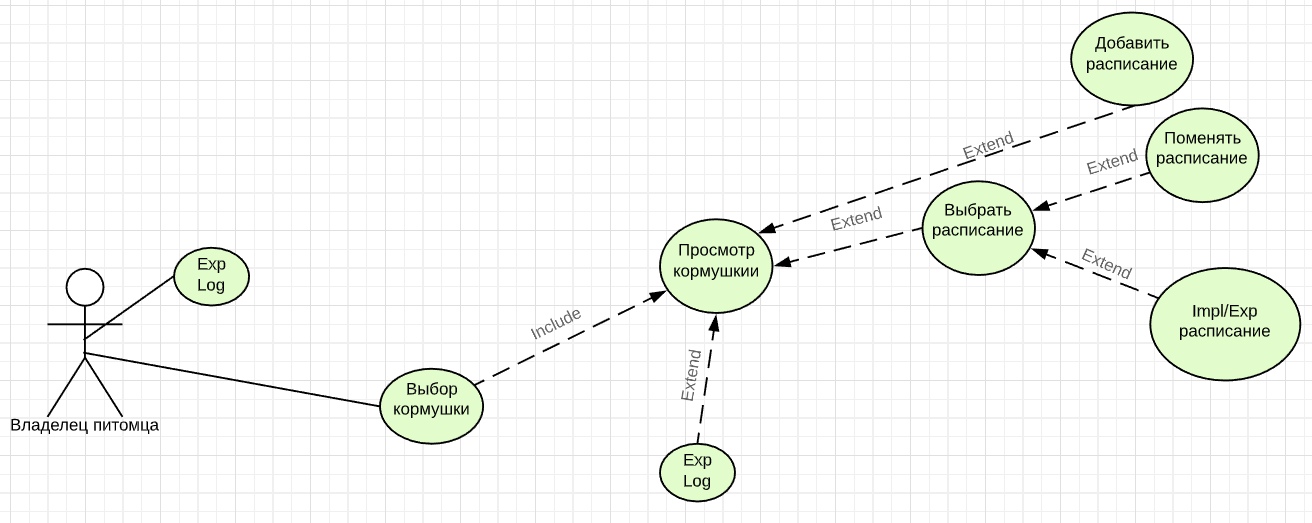 Добавить
расписание
Extend
Поменять
расписание
Extend
Выбрать
расписание
Extend
Просмотр
кормушкии
Exp
Log
Extend
Impl/Exp
расписание
Include
Extend
Выбор
кормушки
Владелец питомца
Exp
Log